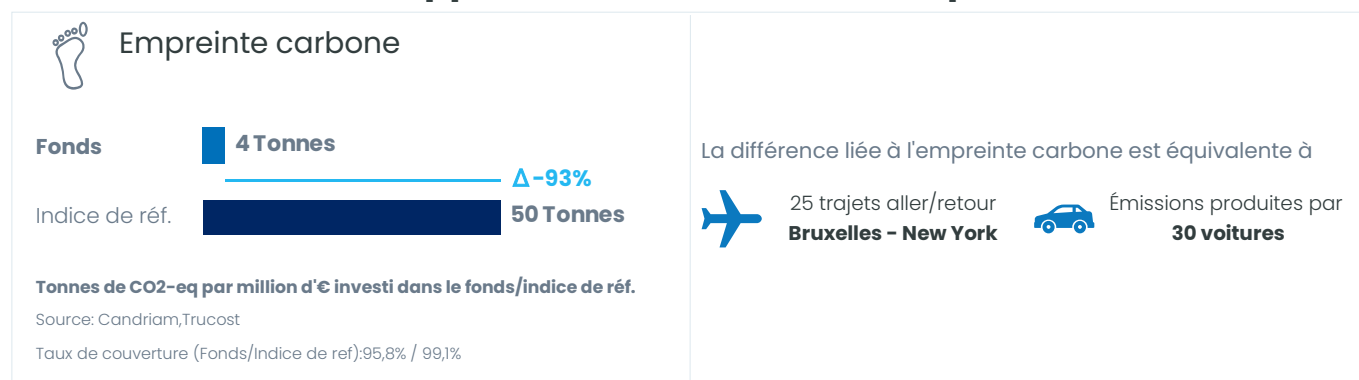 Empreinte carbone
Fonds
4 Tonnes
Δ-93%
Indice de réf.
50 Tonnes
Tonnes de CO2-eq par million d'€ investi dans le fonds/indice de réf.
Source: Candriam,Trucost
Taux de couverture (Fonds/Indice de ref):95,8% / 99,1%
La différence liée à l'empreinte carbone est équivalente à
25 trajets aller/retour
Bruxelles - New York
Émissions produites par
30 voitures